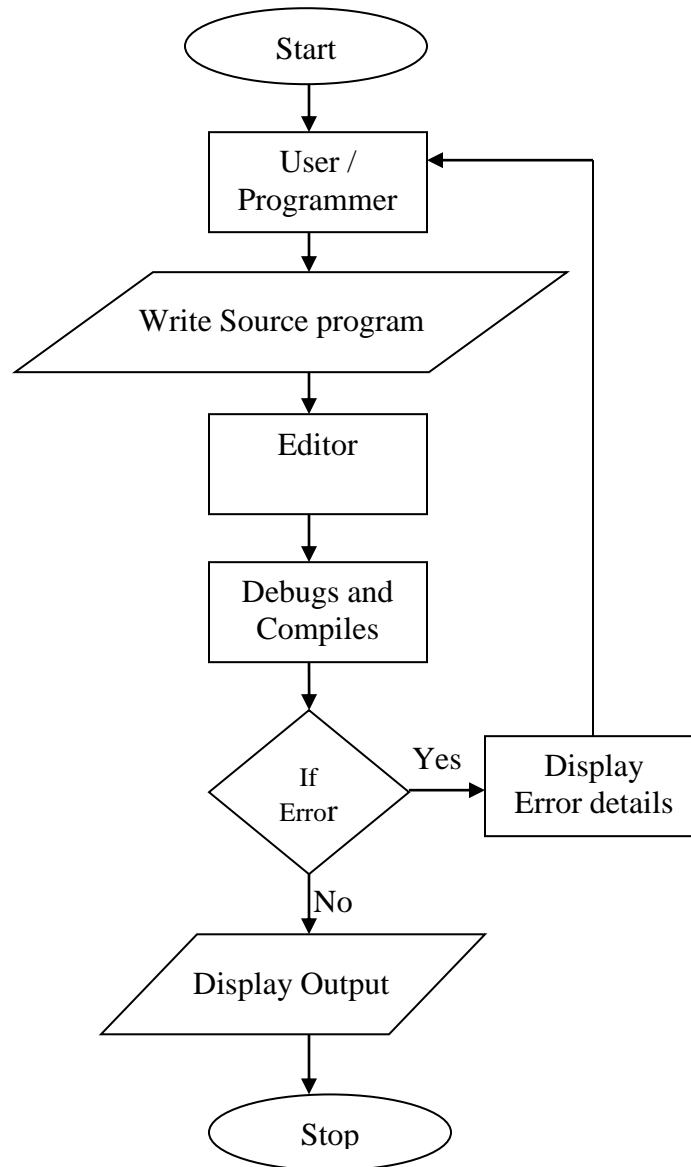 Start
User /
Programmer
Write Source program
Editor
Debugs and
Compiles
If
Error
Yes
Display
Error details
No
Display Output
Stop